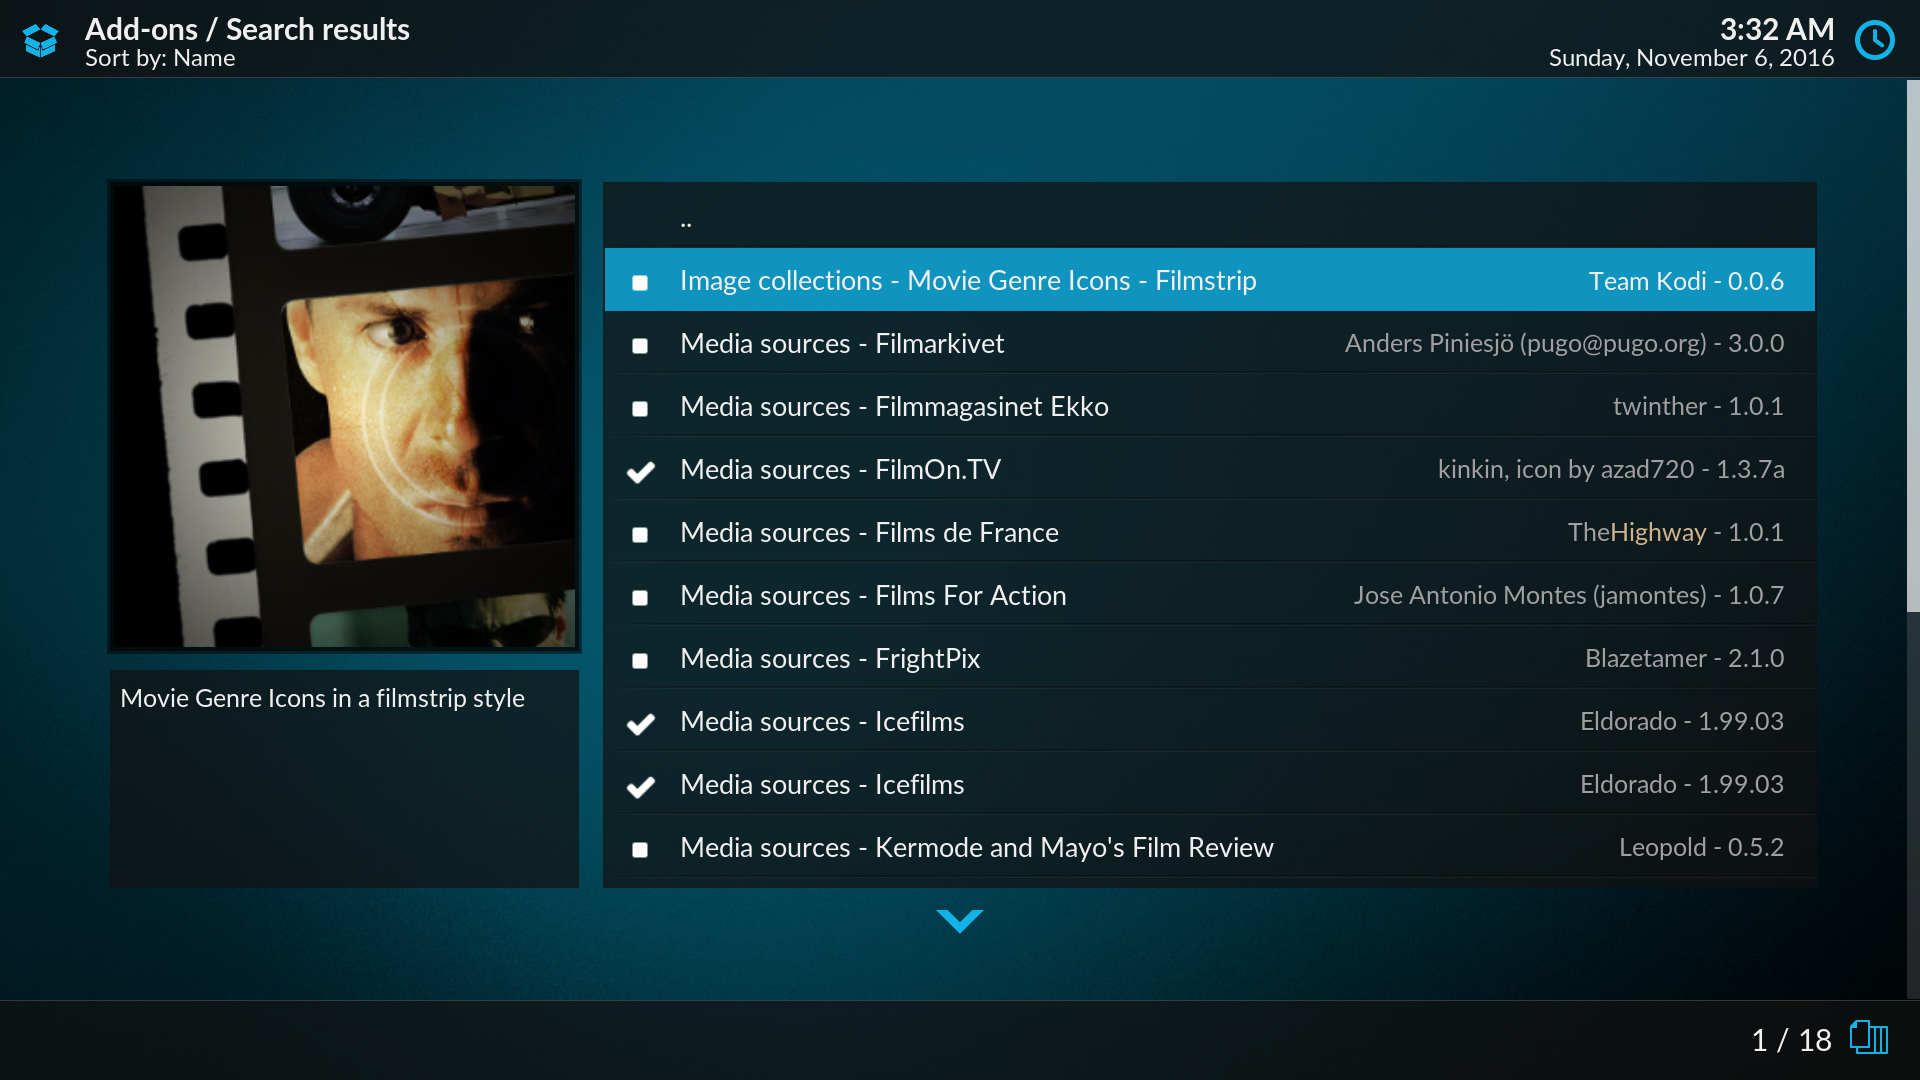 Add-ons / Search results
Sort by: Name
3:32 AM
Sunday, November 6, 2016
..
Image collections - Movie Genre Icons - Filmstrip Team Kodi - 0.0.6
Media sources - Filmarkivet Anders Piniesjö (pugo@pugo.org) - 3.0.0
Media sources - Filmmagasinet Ekko twinther - 1.0.1
Media sources - FilmOn.TV kinkin, icon by azad720 - 1.3.7a
Media sources - Films de France TheHighway - 1.0.1
Media sources - Films For Action Jose Antonio Montes (jamontes) - 1.0.7
Media sources - FrightPix Blazetamer - 2.1.0
Media sources - Icefilms Eldorado - 1.99.03
Media sources - Icefilms Eldorado - 1.99.03
Media sources - Kermode and Mayo's Film Review Leopold - 0.5.2
Movie Genre Icons in a filmstrip style
1 / 18